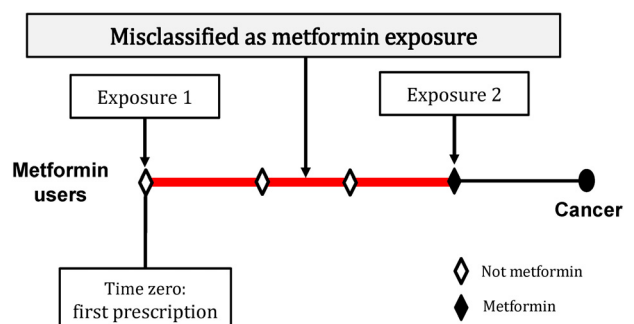 Misclassified as metformin exposure
Exposure 1
Exposure 2
Metformin
users
Cancer
Time zero:
first prescription
Not metformin
Metformin